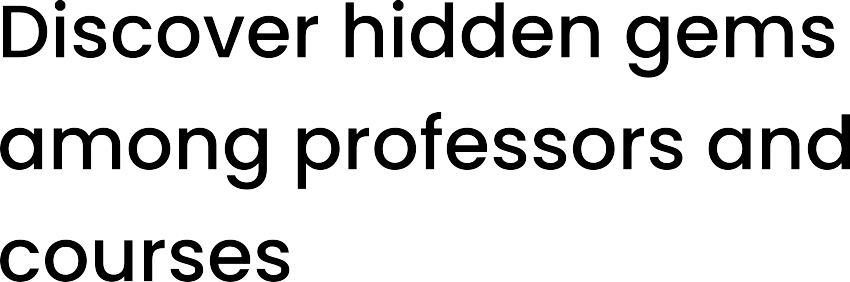 Discover hidden gems
among professors and
courses